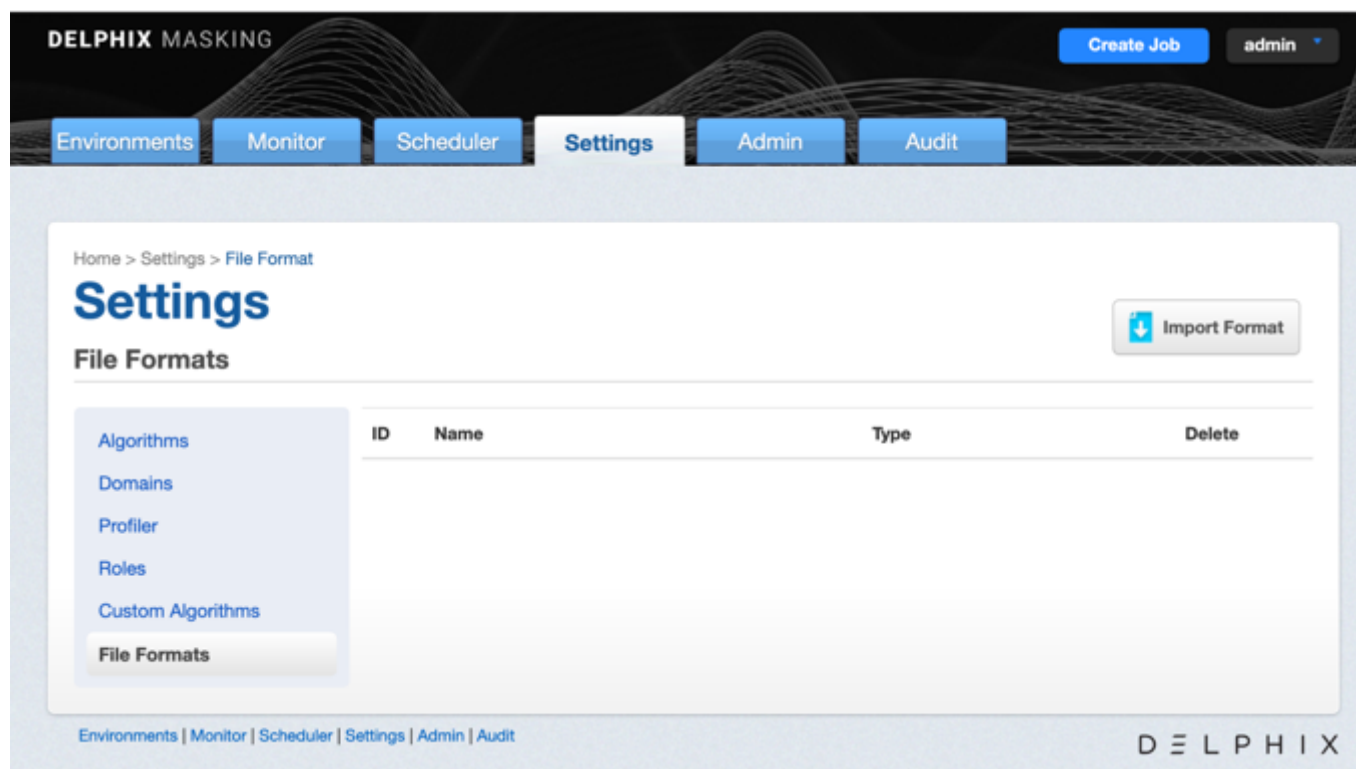 DELPHIX MASKING
Create Job admin
Environments Monitor Scheduler Settings Admin Audit
Home > Settings > File Format
Settings
Import Format
File Formats
ID Name Type Delete
Algorithms
Domains
Profiler
Roles
Custom Algorithms
File Formats
Environments | Monitor | Scheduler | Settings | Admin | Audit
DELPHIX